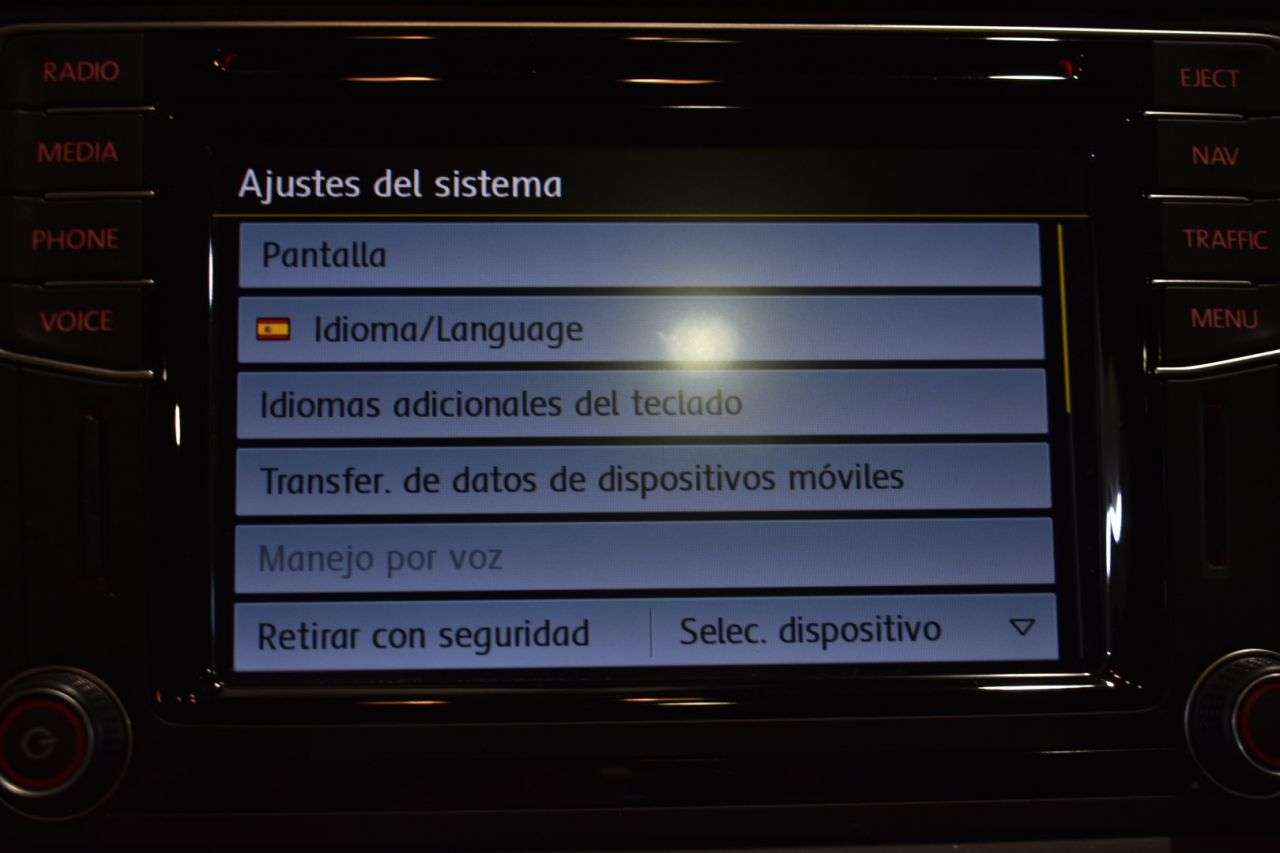 RADIO
MEDIA
PHONE
VOICE
Ajustes del sistema
Pantalla
Idioma/Language
Idiomas adicionales del teclado
Transfer. de datos de dispositivos móviles
Manejo por voz
Retirar con seguridad Selec. dispositivo
EJECT
NAV
TRAFFIC
MENU